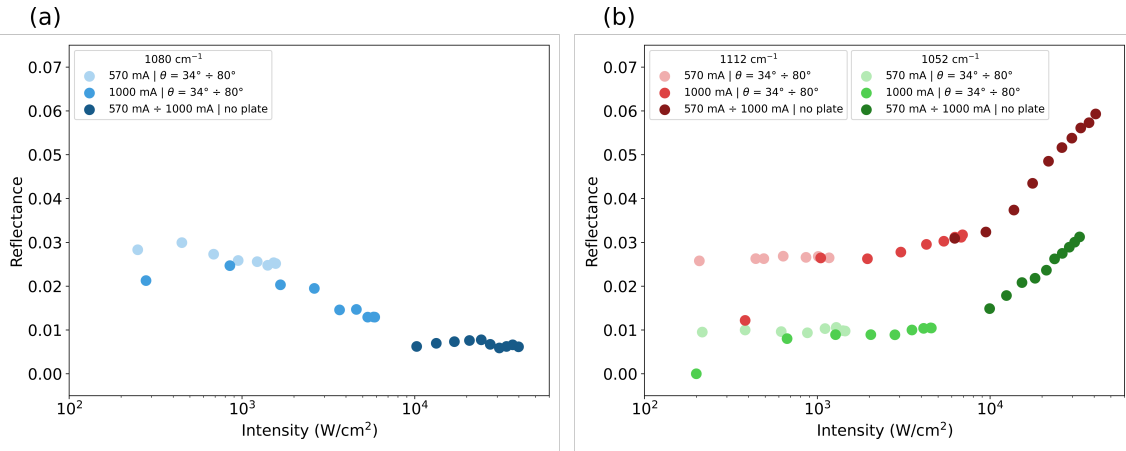 (a)
1080 cm⁻¹
570 mA | θ = 34° ÷ 80°
1000 mA | θ = 34° ÷ 80°
570 mA ÷ 1000 mA | no plate
0.07
0.06
0.05
0.04
0.03
0.02
0.01
0.00
Reflectance
10² 10³ 10⁴
Intensity (W/cm²)
(b)
1112 cm⁻¹
570 mA | θ = 34° ÷ 80°
1000 mA | θ = 34° ÷ 80°
570 mA ÷ 1000 mA | no plate
1052 cm⁻¹
570 mA | θ = 34° ÷ 80°
1000 mA | θ = 34° ÷ 80°
570 mA ÷ 1000 mA | no plate
0.07
0.06
0.05
0.04
0.03
0.02
0.01
0.00
Reflectance
10² 10³ 10⁴
Intensity (W/cm²)